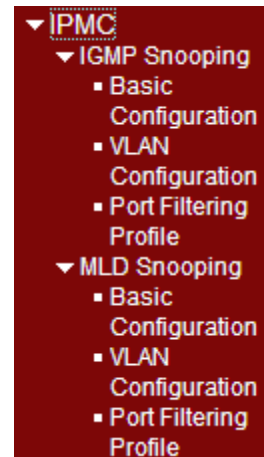 IPMC
IGMP Snooping
Basic
Configuration
VLAN
Configuration
Port Filtering
Profile
MLD Snooping
Basic
Configuration
VLAN
Configuration
Port Filtering
Profile